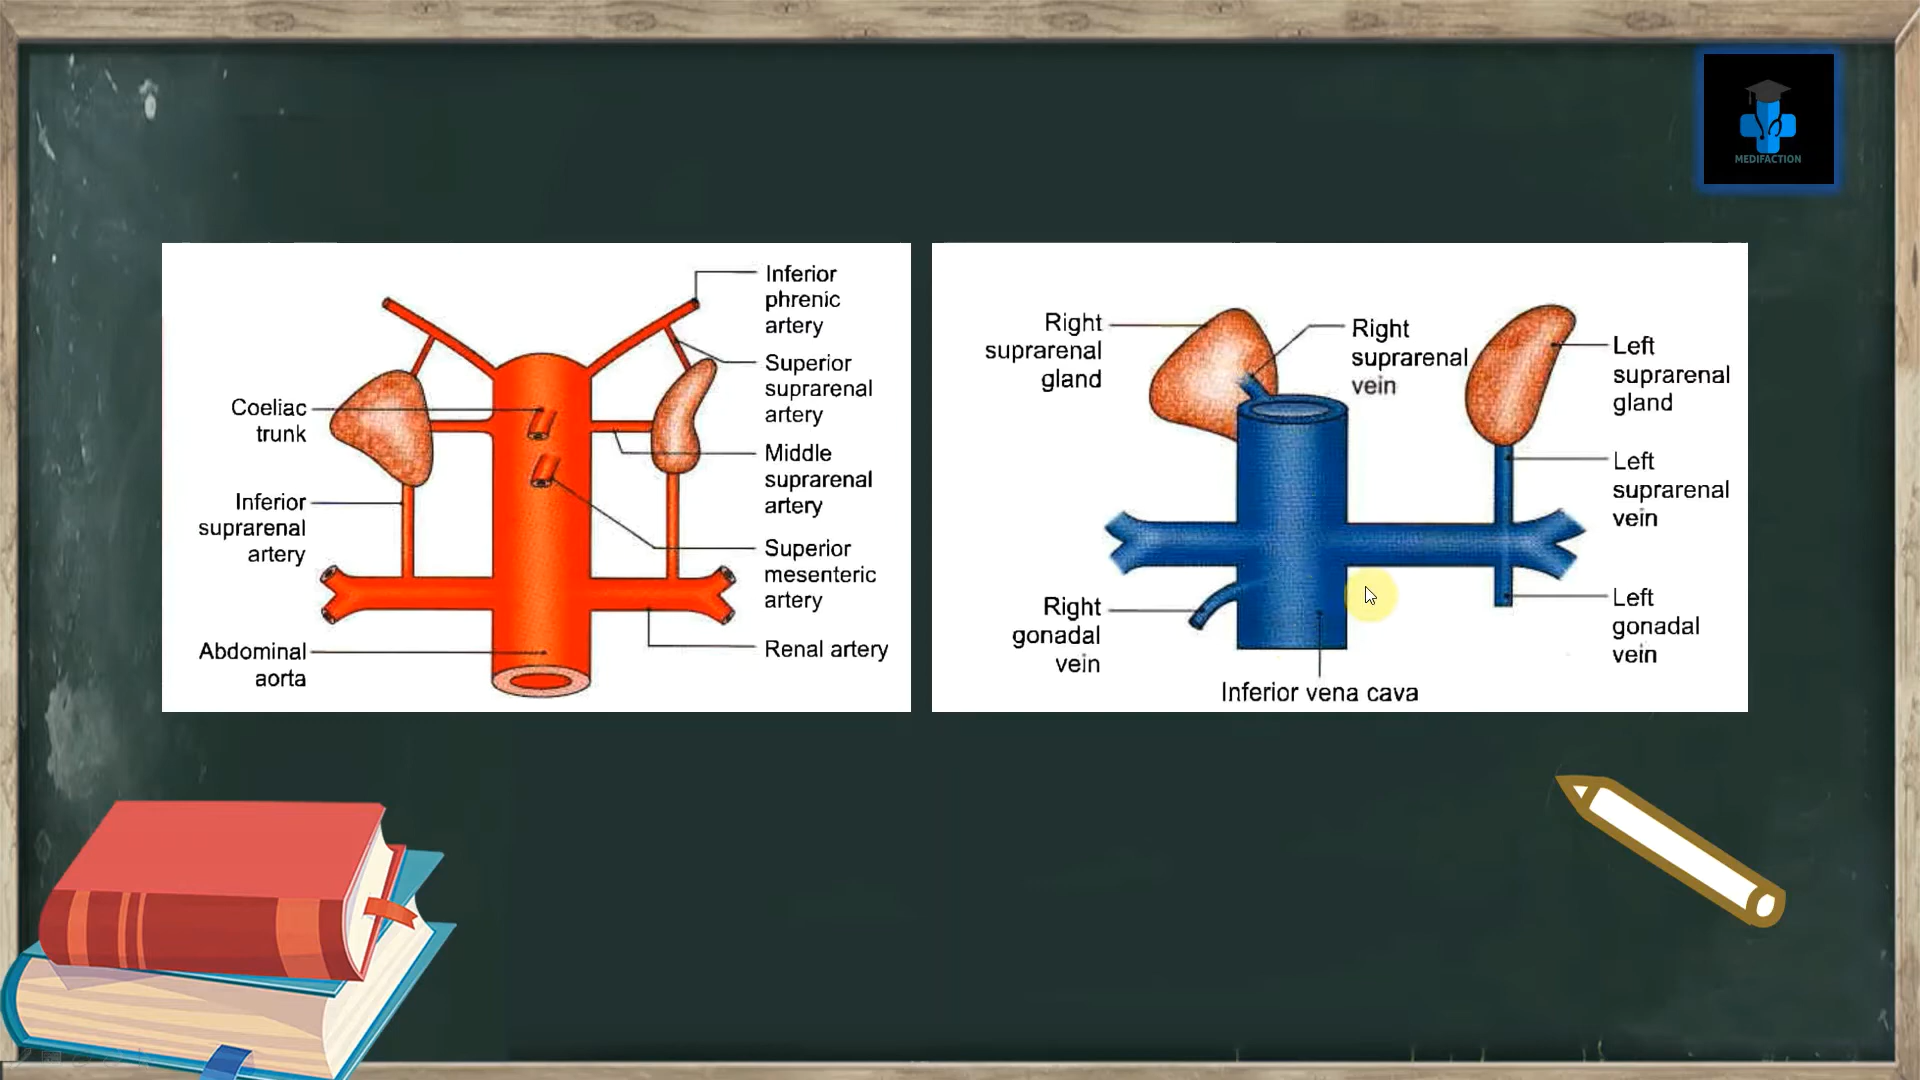 MEDIFACTION
Inferior
phrenic
artery
Superior
suprarenal
artery
Coeliac
trunk
Middle
suprarenal
artery
Inferior
suprarenal
artery
Superior
mesenteric
artery
Renal artery
Abdominal
aorta
Right
suprarenal
gland
Right
suprarenal
vein
Left
suprarenal
gland
Left
suprarenal
vein
Right
gonadal
vein
Left
gonadal
vein
Inferior vena cava